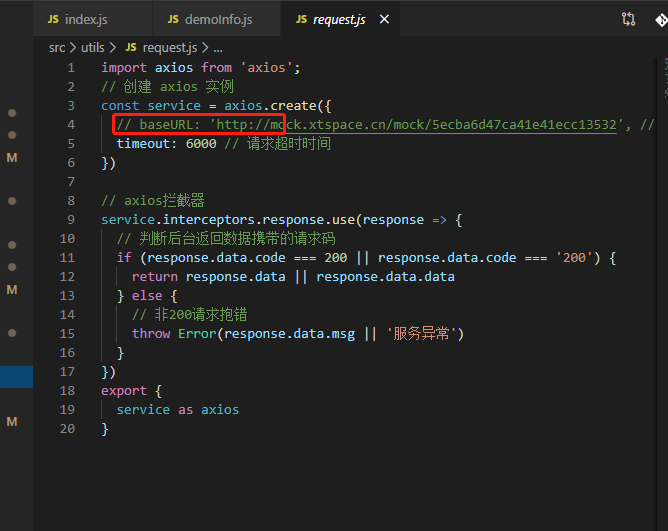 JS index.js JS demoInfo.js JS request.js ×
src > utils > JS request.js > ...
1 import axios from 'axios';
2 // 创建 axios 实例
3 const service = axios.create({
4 // baseURL: 'http://mock.xtspace.cn/mock/5ecba6d47ca41e41ecc13532', //
5 timeout: 6000 // 请求超时时间
6 })
7
8 // axios拦截器
9 service.interceptors.response.use(response => {
10 // 判断后台返回数据携带的请求码
11 if (response.data.code === 200 || response.data.code === '200') {
12 return response.data || response.data.data
13 } else {
14 // 非200请求抱错
15 throw Error(response.data.msg || '服务异常')
16 }
17 })
18 export {
19 service as axios
20 }
M
M
M